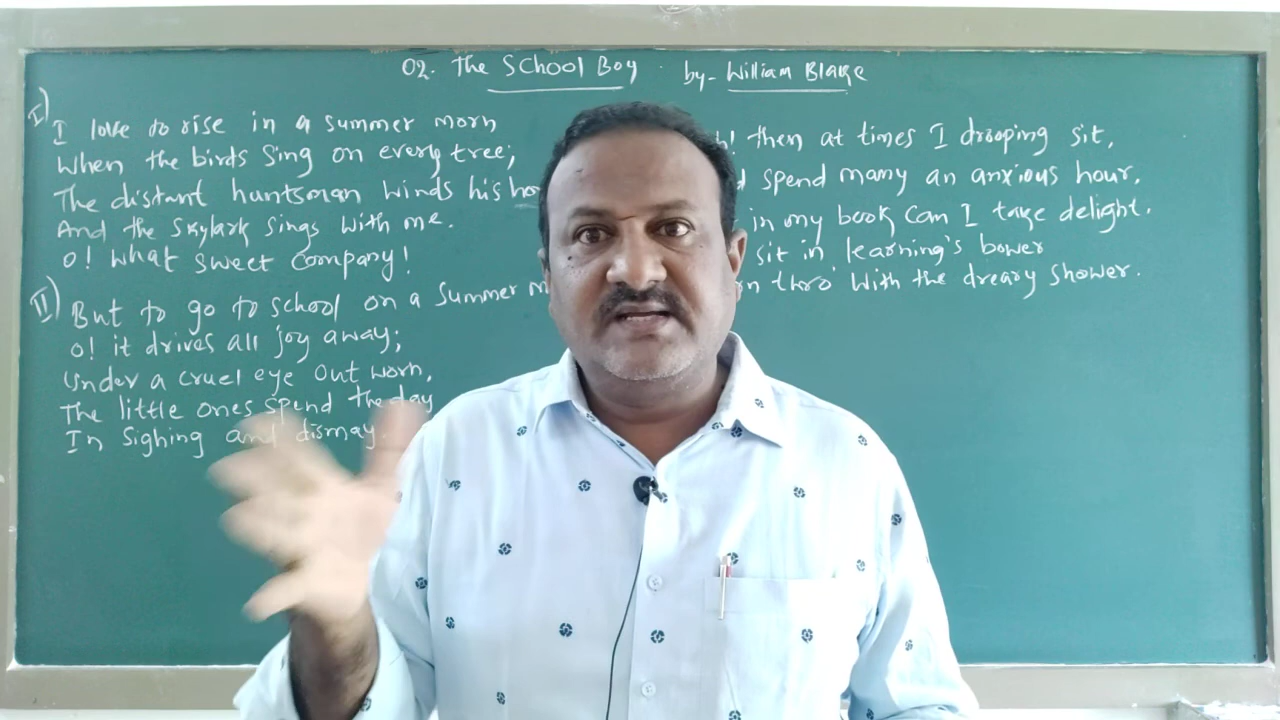 02. The School Boy by- William Blake
I)
I love to rise in a summer morn
When the birds sing on every tree;
The distant huntsman winds his ho
And the skylark sings with me.
O! what sweet company!
II)
But to go to school on a summer m
O! it drives all joy away;
Under a cruel eye out worn,
The little ones spend the day
In sighing and dismay.
h! then at times I drooping sit,
d spend many an anxious hour,
in my book can I take delight.
sit in learning's bower
n thro' with the dreary shower.